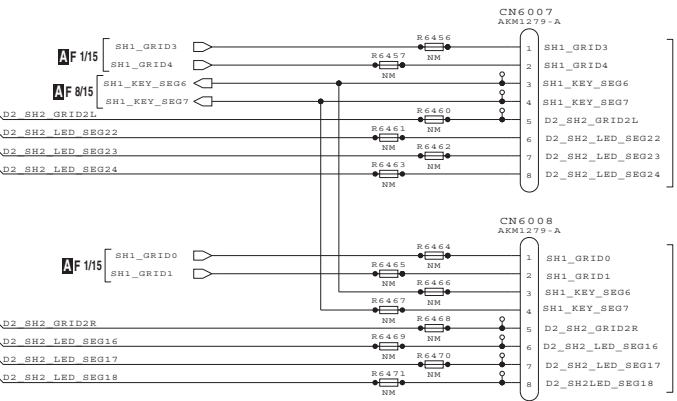 CN6007
AKM1279-A
R6456
SH1_GRID3
1 SH1_GRID3
A F 1/15
R6457
NM
SH1_GRID4
2 SH1_GRID4
NM
SH1_KEY_SEG6
3 SH1_KEY_SEG6
A F 8/15
SH1_KEY_SEG7
4 SH1_KEY_SEG7
R6460
D2_SH2_GRID2L
5 D2_SH2_GRID2L
R6461
NM
D2_SH2_LED_SEG22
6 D2_SH2_LED_SEG22
NM
R6462
D2_SH2_LED_SEG23
7 D2_SH2_LED_SEG23
R6463
NM
D2_SH2_LED_SEG24
8 D2_SH2_LED_SEG24
NM
CN6008
AKM1279-A
R6464
SH1_GRID0
1 SH1_GRID0
A F 1/15
R6465
NM
SH1_GRID1
2 SH1_GRID1
NM
R6466
3 SH1_KEY_SEG6
R6467
NM
4 SH1_KEY_SEG7
NM
R6468
D2_SH2_GRID2R
5 D2_SH2_GRID2R
R6469
NM
D2_SH2_LED_SEG16
6 D2_SH2_LED_SEG16
NM
R6470
D2_SH2_LED_SEG17
7 D2_SH2_LED_SEG17
R6471
NM
D2_SH2_LED_SEG18
8 D2_SH2LED_SEG18
NM